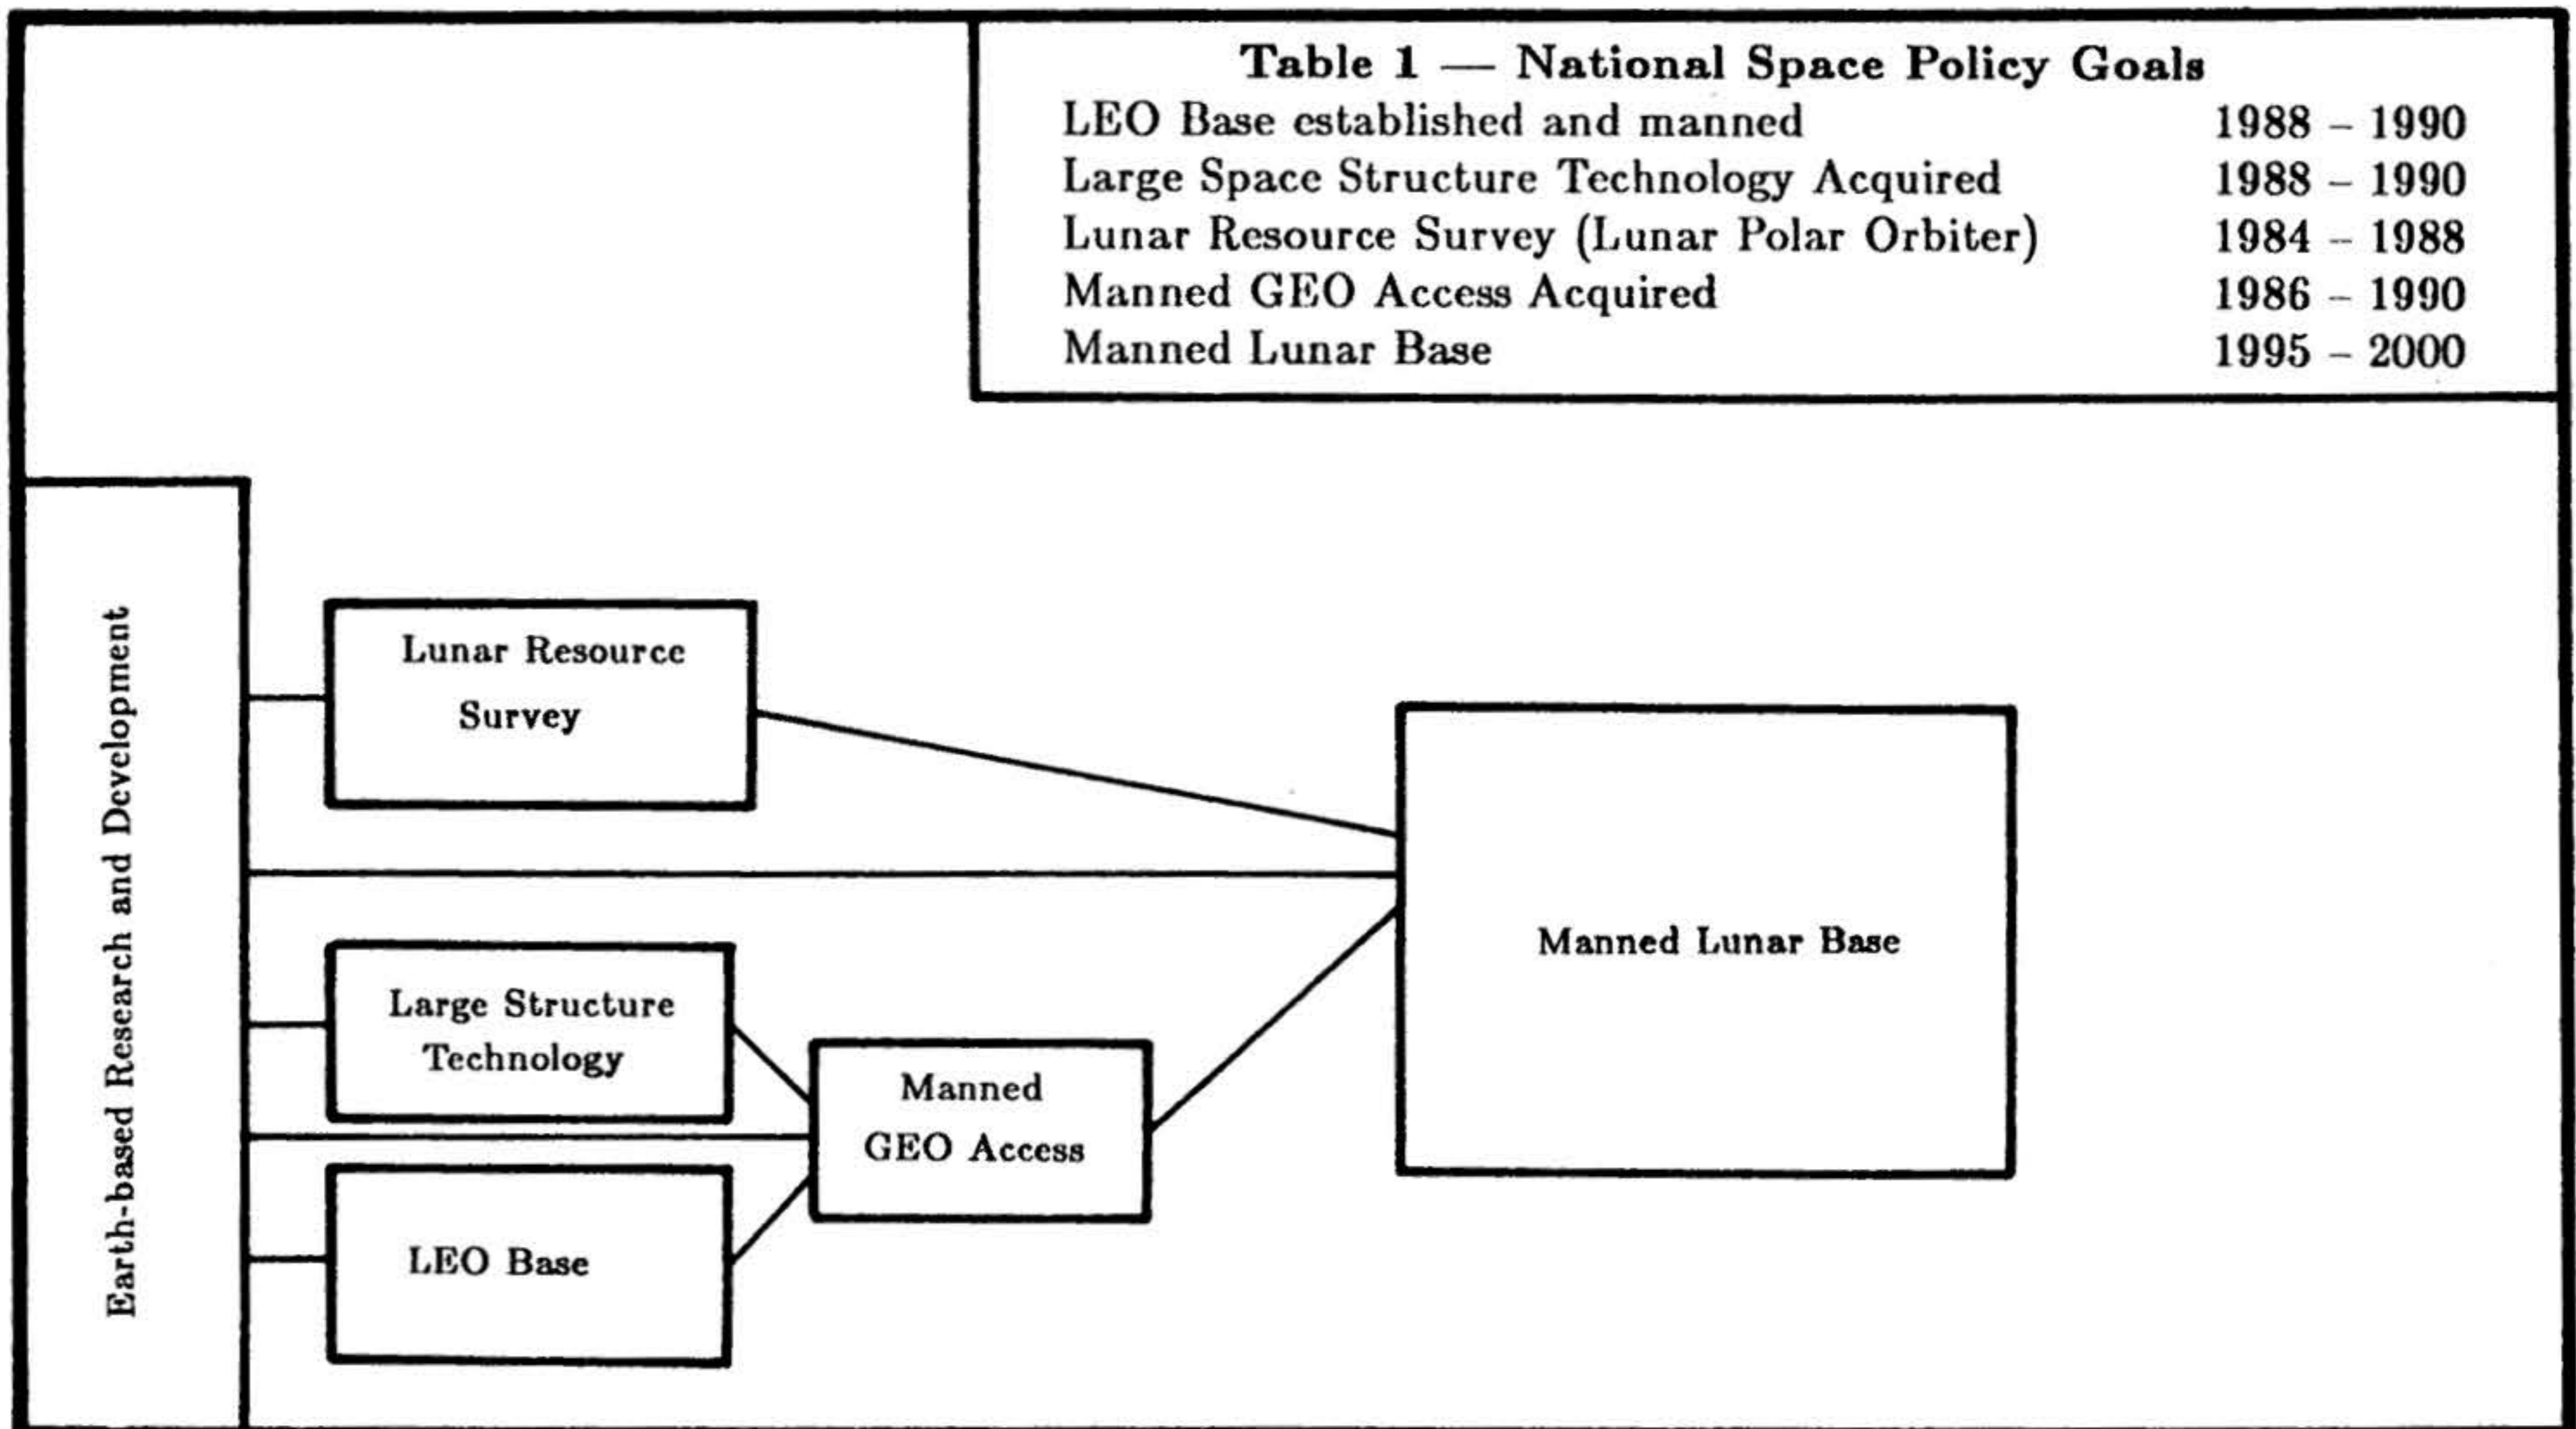 Table 1 — National Space Policy Goals
LEO Base established and manned 1988 – 1990
Large Space Structure Technology Acquired 1988 – 1990
Lunar Resource Survey (Lunar Polar Orbiter) 1984 – 1988
Manned GEO Access Acquired 1986 – 1990
Manned Lunar Base 1995 – 2000
Earth-based Research and Development
Lunar Resource
Survey
Large Structure
Technology
LEO Base
Manned
GEO Access
Manned Lunar Base